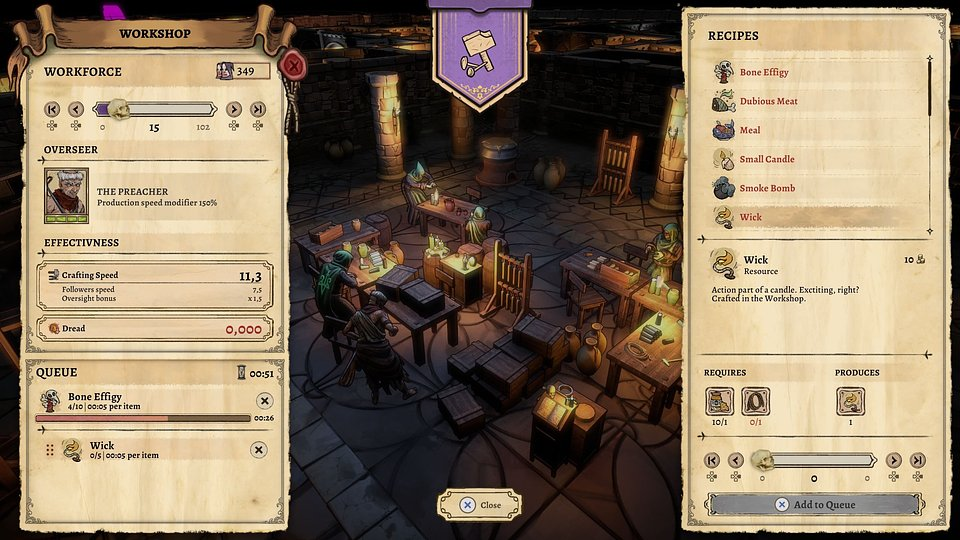 WORKSHOP
WORKFORCE
349
0
15
102
OVERSEER
THE PREACHER
Production speed modifier 150%
EFFECTIVNESS
Crafting Speed
11,3
Followers speed
7,5
Oversight bonus
x 1,5
Dread
0,000
QUEUE
00:51
Bone Effigy
4/10 | 00:05 per item
00:26
Wick
0/5 | 00:05 per item
Close
RECIPES
Bone Effigy
Dubious Meat
Meal
Small Candle
Smoke Bomb
Wick
Wick
10
Resource
Action part of a candle. Exctiting, right?
Crafted in the Workshop.
REQUIRES
PRODUCES
10/1
0/1
1
0
0
0
Add to Queue